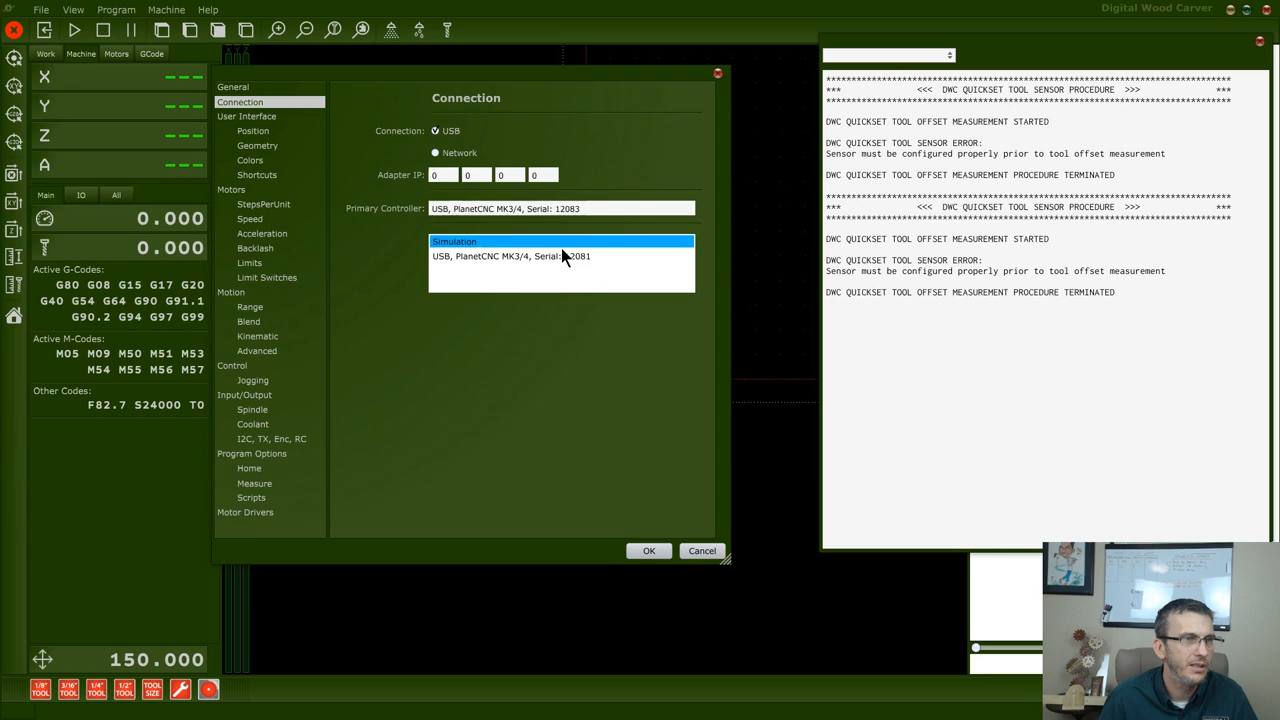 File View Program Machine Help
Digital Wood Carver
Work Machine Motors GCode
X ---
Y ---
Z ---
A ---
Main IO All
0.000
0.000
Active G-Codes:
G80 G08 G15 G17 G20
G40 G54 G64 G90 G91.1
G90.2 G94 G97 G99
Active M-Codes:
M05 M09 M50 M51 M53
M54 M55 M56 M57
Other Codes:
F82.7 S24000 T0
150.000
1/8" TOOL
3/16" TOOL
1/4" TOOL
1/2" TOOL
TOOL SIZE
X Y Z
General
Connection
User Interface
Position
Geometry
Colors
Shortcuts
Motors
StepsPerUnit
Speed
Acceleration
Backlash
Limits
Limit Switches
Motion
Range
Blend
Kinematic
Advanced
Control
Jogging
Input/Output
Spindle
Coolant
I2C, TX, Enc, RC
Program Options
Home
Measure
Scripts
Motor Drivers
Connection
Connection: USB
Network
Adapter IP: 0 0 0 0
Primary Controller: USB, PlanetCNC MK3/4, Serial: 12083
Simulation
USB, PlanetCNC MK3/4, Serial: 2081
OK Cancel
******************************************************************************
*** <<< DWC QUICKSET TOOL SENSOR PROCEDURE >>> ***
******************************************************************************
DWC QUICKSET TOOL OFFSET MEASUREMENT STARTED
DWC QUICKSET TOOL SENSOR ERROR:
Sensor must be configured properly prior to tool offset measurement
DWC QUICKSET TOOL OFFSET MEASUREMENT PROCEDURE TERMINATED
******************************************************************************
*** <<< DWC QUICKSET TOOL SENSOR PROCEDURE >>> ***
******************************************************************************
DWC QUICKSET TOOL OFFSET MEASUREMENT STARTED
DWC QUICKSET TOOL SENSOR ERROR:
Sensor must be configured properly prior to tool offset measurement
DWC QUICKSET TOOL OFFSET MEASUREMENT PROCEDURE TERMINATED